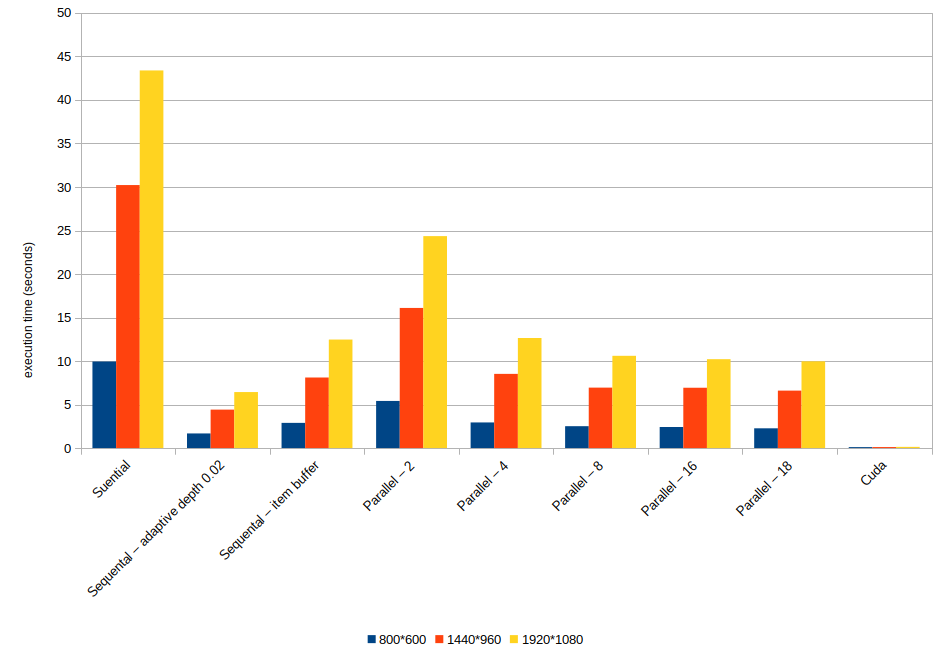 50
45
40
35
30
25
20
15
10
5
0
execution time (seconds)
Suential
Sequental – adaptive depth 0.02
Sequental – item buffer
Parallel – 2
Parallel – 4
Parallel – 8
Parallel – 16
Parallel – 18
Cuda
800*600 1440*960 1920*1080